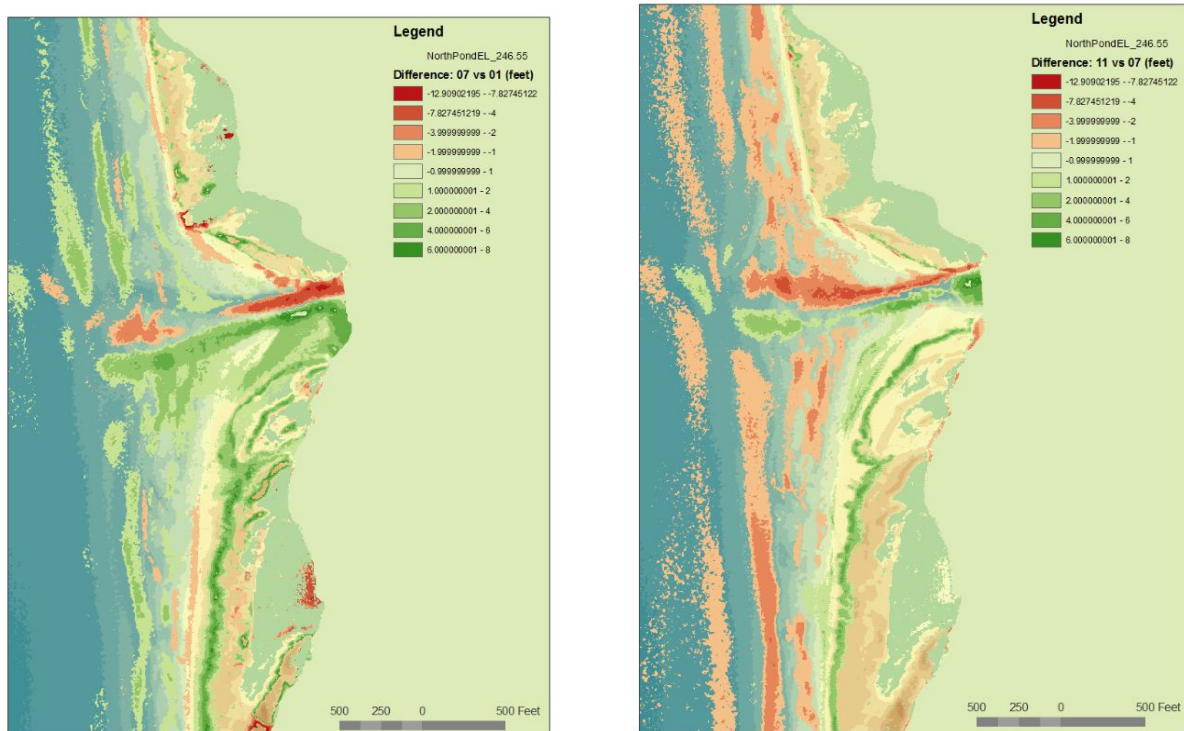 Legend
NorthPondEL_246.55
Difference: 07 vs 01 (feet)
-12.90902195 - -7.82745122
-7.827451219 - -4
-3.999999999 - -2
-1.999999999 - -1
-0.999999999 - 1
1.000000001 - 2
2.000000001 - 4
4.000000001 - 6
6.000000001 - 8
500 250 0 500 Feet
Legend
NorthPondEL_246.55
Difference: 11 vs 07 (feet)
-12.90902195 - -7.82745122
-7.827451219 - -4
-3.999999999 - -2
-1.999999999 - -1
-0.999999999 - 1
1.000000001 - 2
2.000000001 - 4
4.000000001 - 6
6.000000001 - 8
500 250 0 500 Feet